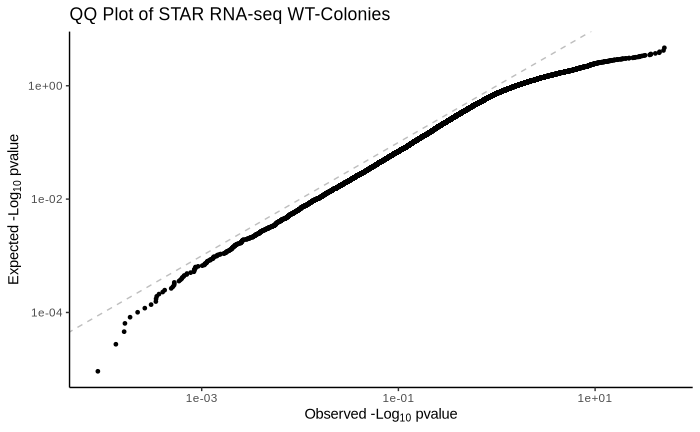 QQ Plot of STAR RNA-seq WT-Colonies
Expected -Log10 pvalue
1e+00
1e-02
1e-04
1e-03
1e-01
1e+01
Observed -Log10 pvalue